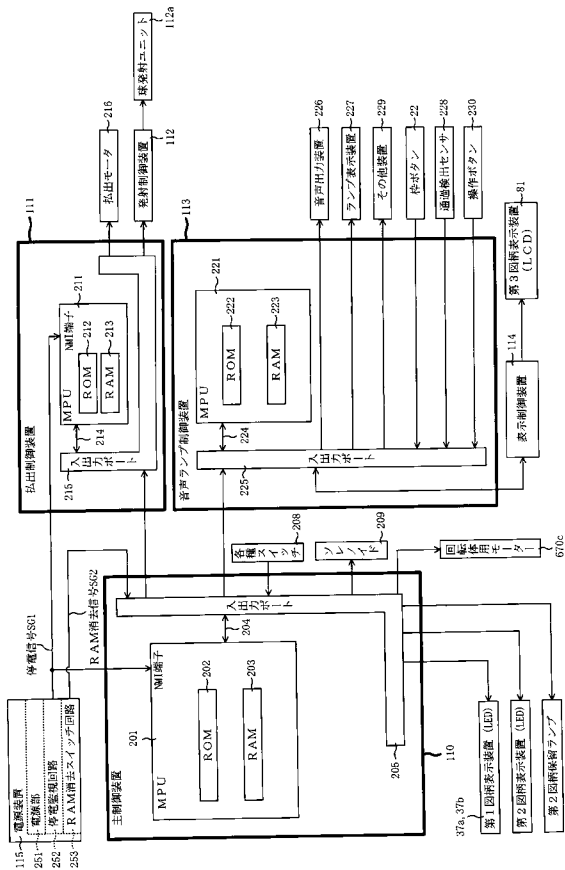 115
電源装置
251
電源部
252
停電監視回路
253
RAM消去スイッチ回路
停電信号SG1
RAM消去信号SG2
111
払出制御装置
MPU
211
NMI端子
ROM
212
RAM
213
214
215
入出力ポート
216
払出モータ
112
発射制御装置
112a
球発射ユニット
113
音声ランプ制御装置
MPU
221
ROM
222
RAM
223
224
225
入出力ポート
226
音声出力装置
227
ランプ表示装置
229
その他装置
22
枠ボタン
228
通過検出センサ
230
操作ボタン
114
表示制御装置
81
第3図柄表示装置
(LCD)
主制御装置
110
MPU
201
NMI端子
ROM
202
RAM
203
204
205
入出力ポート
208
各種スイッチ
209
ソレノイド
回転体用モーター
670c
37a,37b
第1図柄表示装置(LED)
第2図柄表示装置(LED)
第2図柄保留ランプ